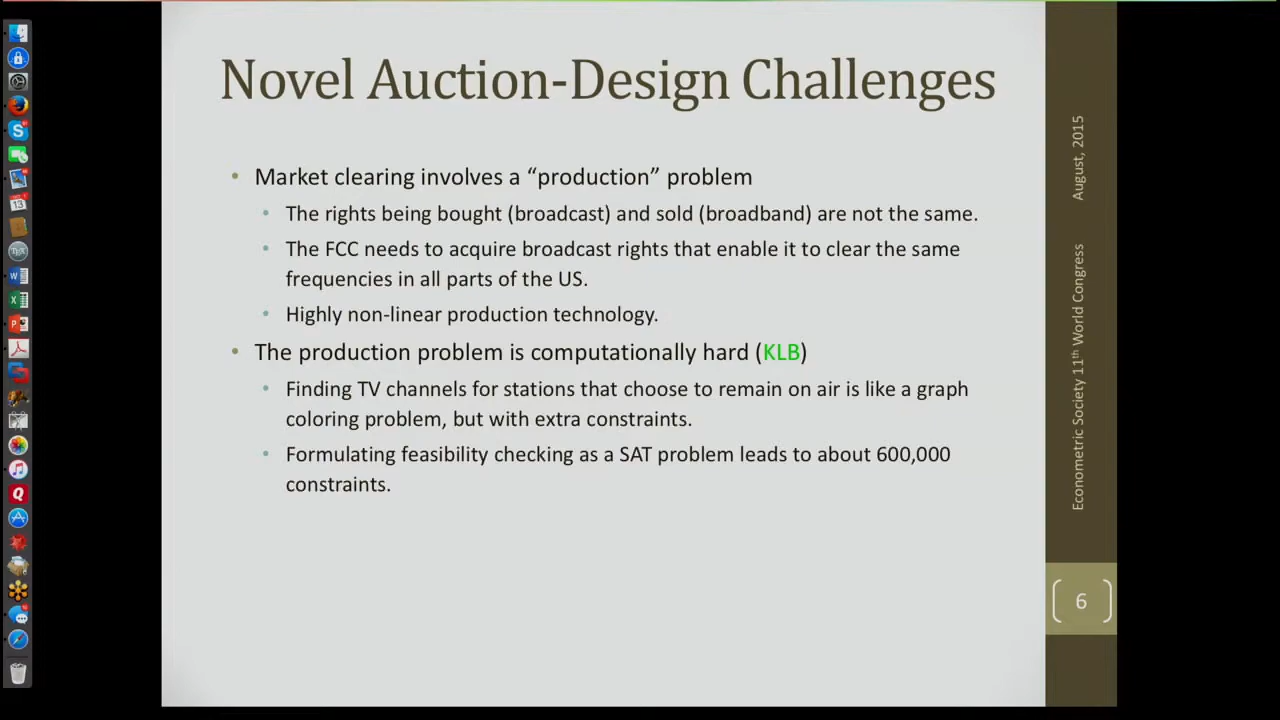 Novel Auction-Design Challenges
• Market clearing involves a “production” problem
• The rights being bought (broadcast) and sold (broadband) are not the same.
• The FCC needs to acquire broadcast rights that enable it to clear the same
frequencies in all parts of the US.
• Highly non-linear production technology.
• The production problem is computationally hard (KLB)
• Finding TV channels for stations that choose to remain on air is like a graph
coloring problem, but with extra constraints.
• Formulating feasibility checking as a SAT problem leads to about 600,000
constraints.
August, 2015
Econometric Society 11th World Congress
6